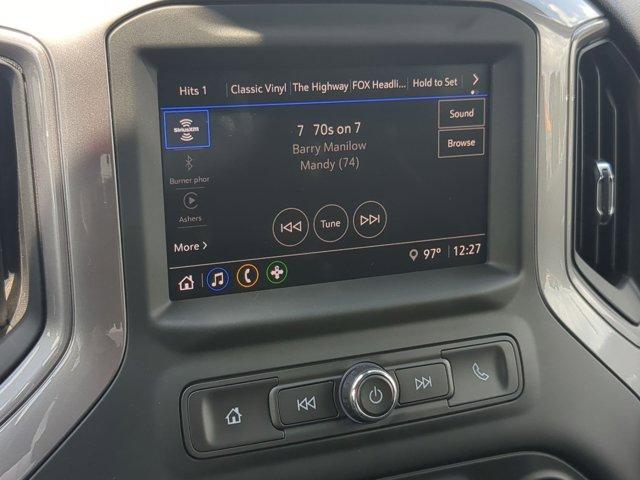 Hits 1 Classic Vinyl The Highway FOX Headli... Hold to Set
SiriusXM
7 70s on 7
Sound
Barry Manilow
Browse
Mandy (74)
Burner phor
Ashers
Tune
More >
97° 12:27